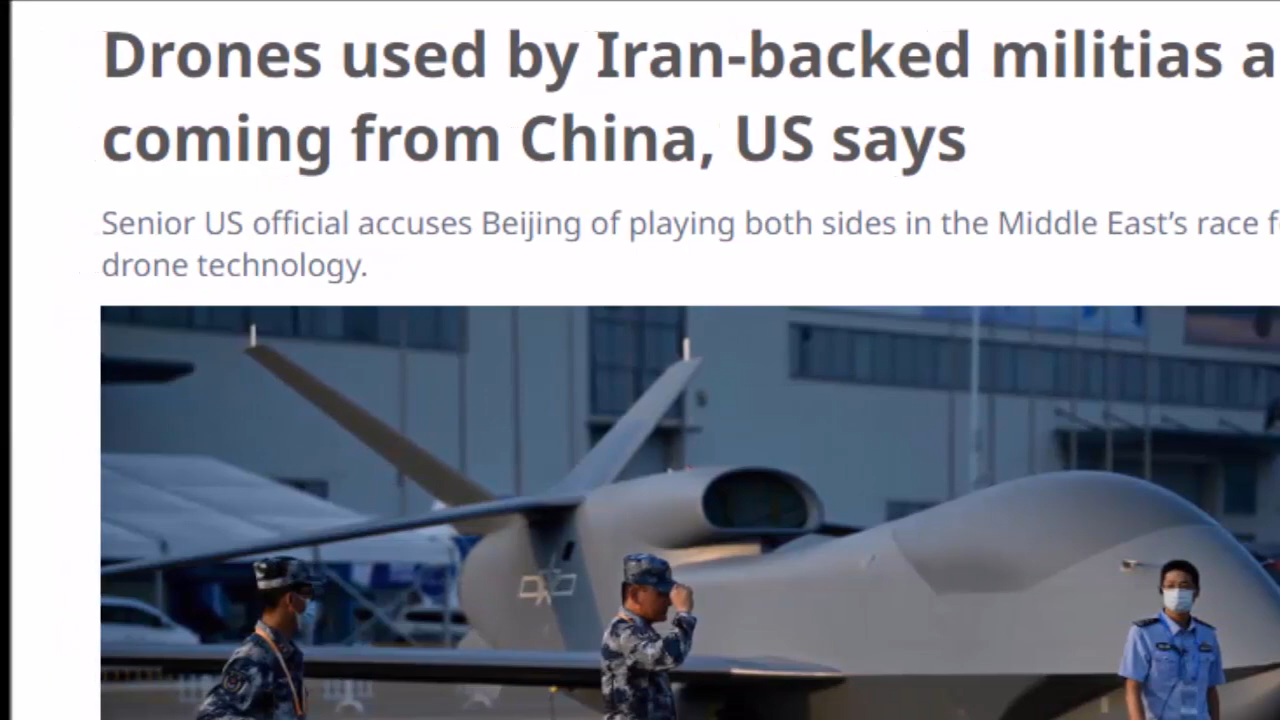 Drones used by Iran-backed militias a
coming from China, US says
Senior US official accuses Beijing of playing both sides in the Middle East’s race f
drone technology.